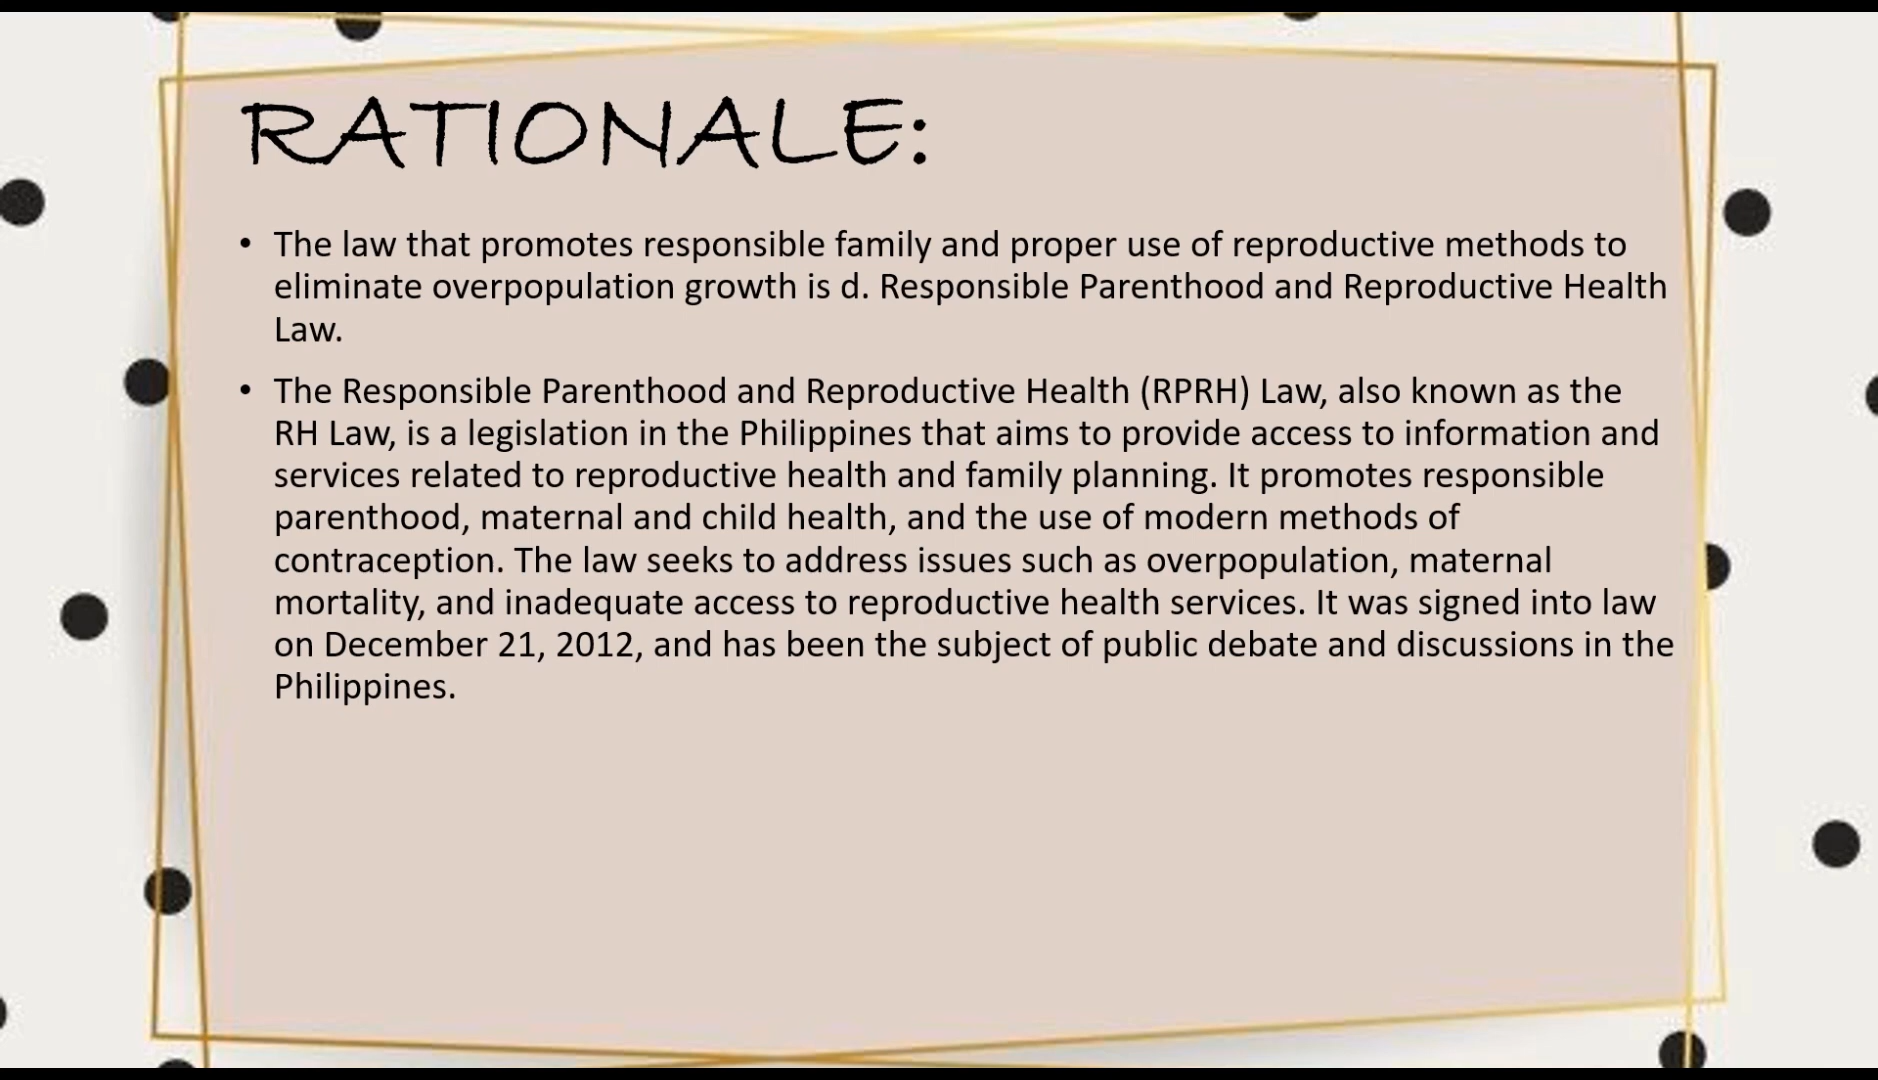 RATIONALE:
• The law that promotes responsible family and proper use of reproductive methods to
eliminate overpopulation growth is d. Responsible Parenthood and Reproductive Health
Law.
• The Responsible Parenthood and Reproductive Health (RPRH) Law, also known as the
RH Law, is a legislation in the Philippines that aims to provide access to information and
services related to reproductive health and family planning. It promotes responsible
parenthood, maternal and child health, and the use of modern methods of
contraception. The law seeks to address issues such as overpopulation, maternal
mortality, and inadequate access to reproductive health services. It was signed into law
on December 21, 2012, and has been the subject of public debate and discussions in the
Philippines.